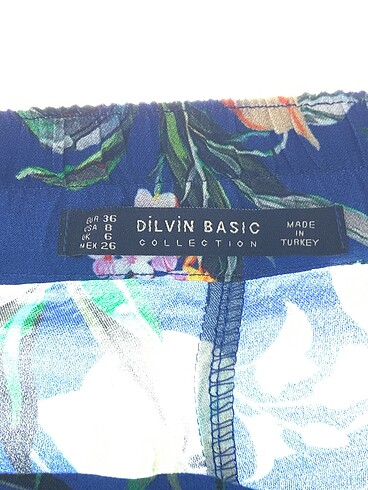 EUR 36
USA 8
UK 6
MEX 26
DİLVİN BASIC
COLLECTION
MADE
IN
TURKEY